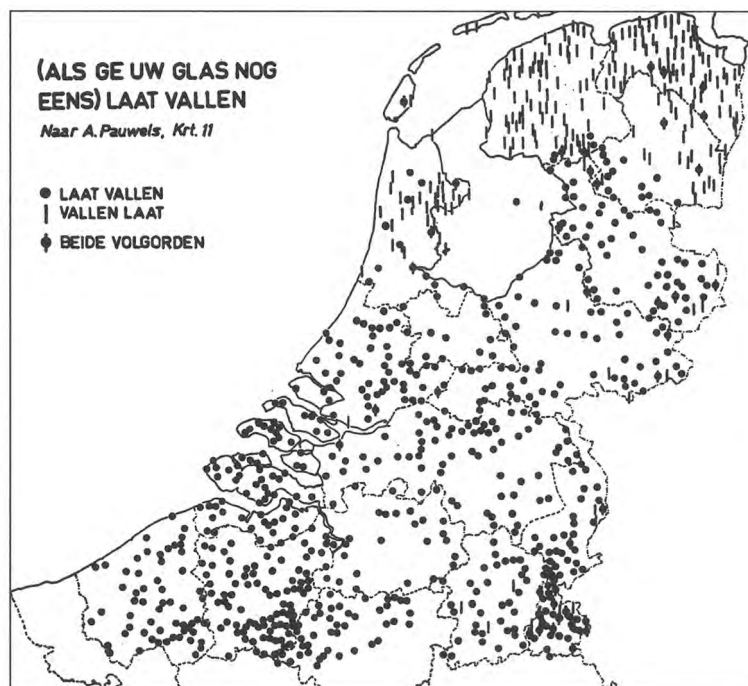 (ALS GE UW GLAS NOG
EENS) LAAT VALLEN
Naar A. Pauwels, Krt. 11
LAAT VALLEN
VALLEN LAAT
BEIDE VOLGORDEN